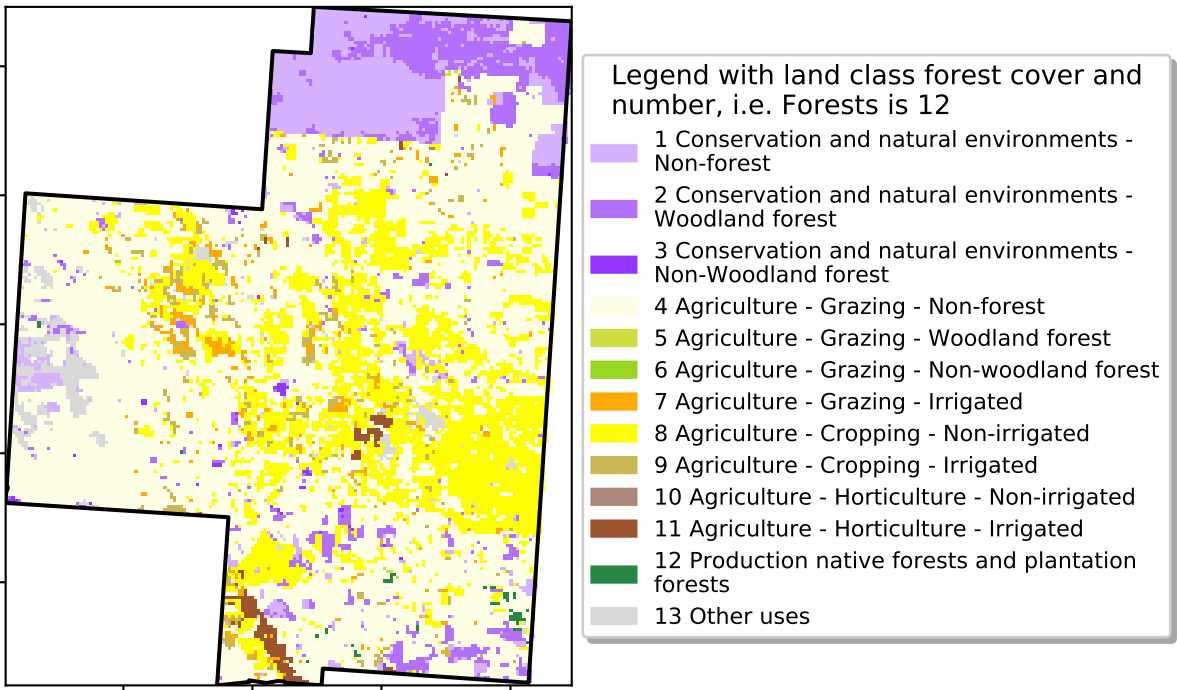 Legend with land class forest cover and
number, i.e. Forests is 12
1 Conservation and natural environments -
Non-forest
2 Conservation and natural environments -
Woodland forest
3 Conservation and natural environments -
Non-Woodland forest
4 Agriculture - Grazing - Non-forest
5 Agriculture - Grazing - Woodland forest
6 Agriculture - Grazing - Non-woodland forest
7 Agriculture - Grazing - Irrigated
8 Agriculture - Cropping - Non-irrigated
9 Agriculture - Cropping - Irrigated
10 Agriculture - Horticulture - Non-irrigated
11 Agriculture - Horticulture - Irrigated
12 Production native forests and plantation
forests
13 Other uses